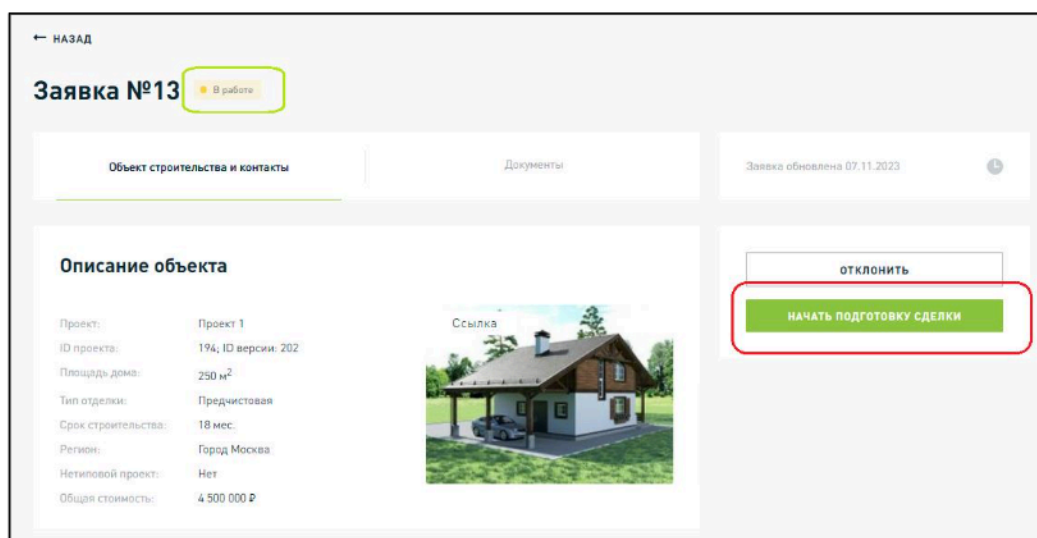 ← НАЗАД
Заявка №13
В работе
Объект строительства и контакты
Документы
Заявка обновлена 07.11.2023
Описание объекта
Проект: Проект 1
ID проекта: 194; ID версии: 202
Площадь дома: 250 м²
Тип отделки: Предчистовая
Срок строительства: 18 мес.
Регион: Город Москва
Нетиповой проект: Нет
Общая стоимость: 4 500 000 ₽
Ссылка
ОТКЛОНИТЬ
НАЧАТЬ ПОДГОТОВКУ СДЕЛКИ